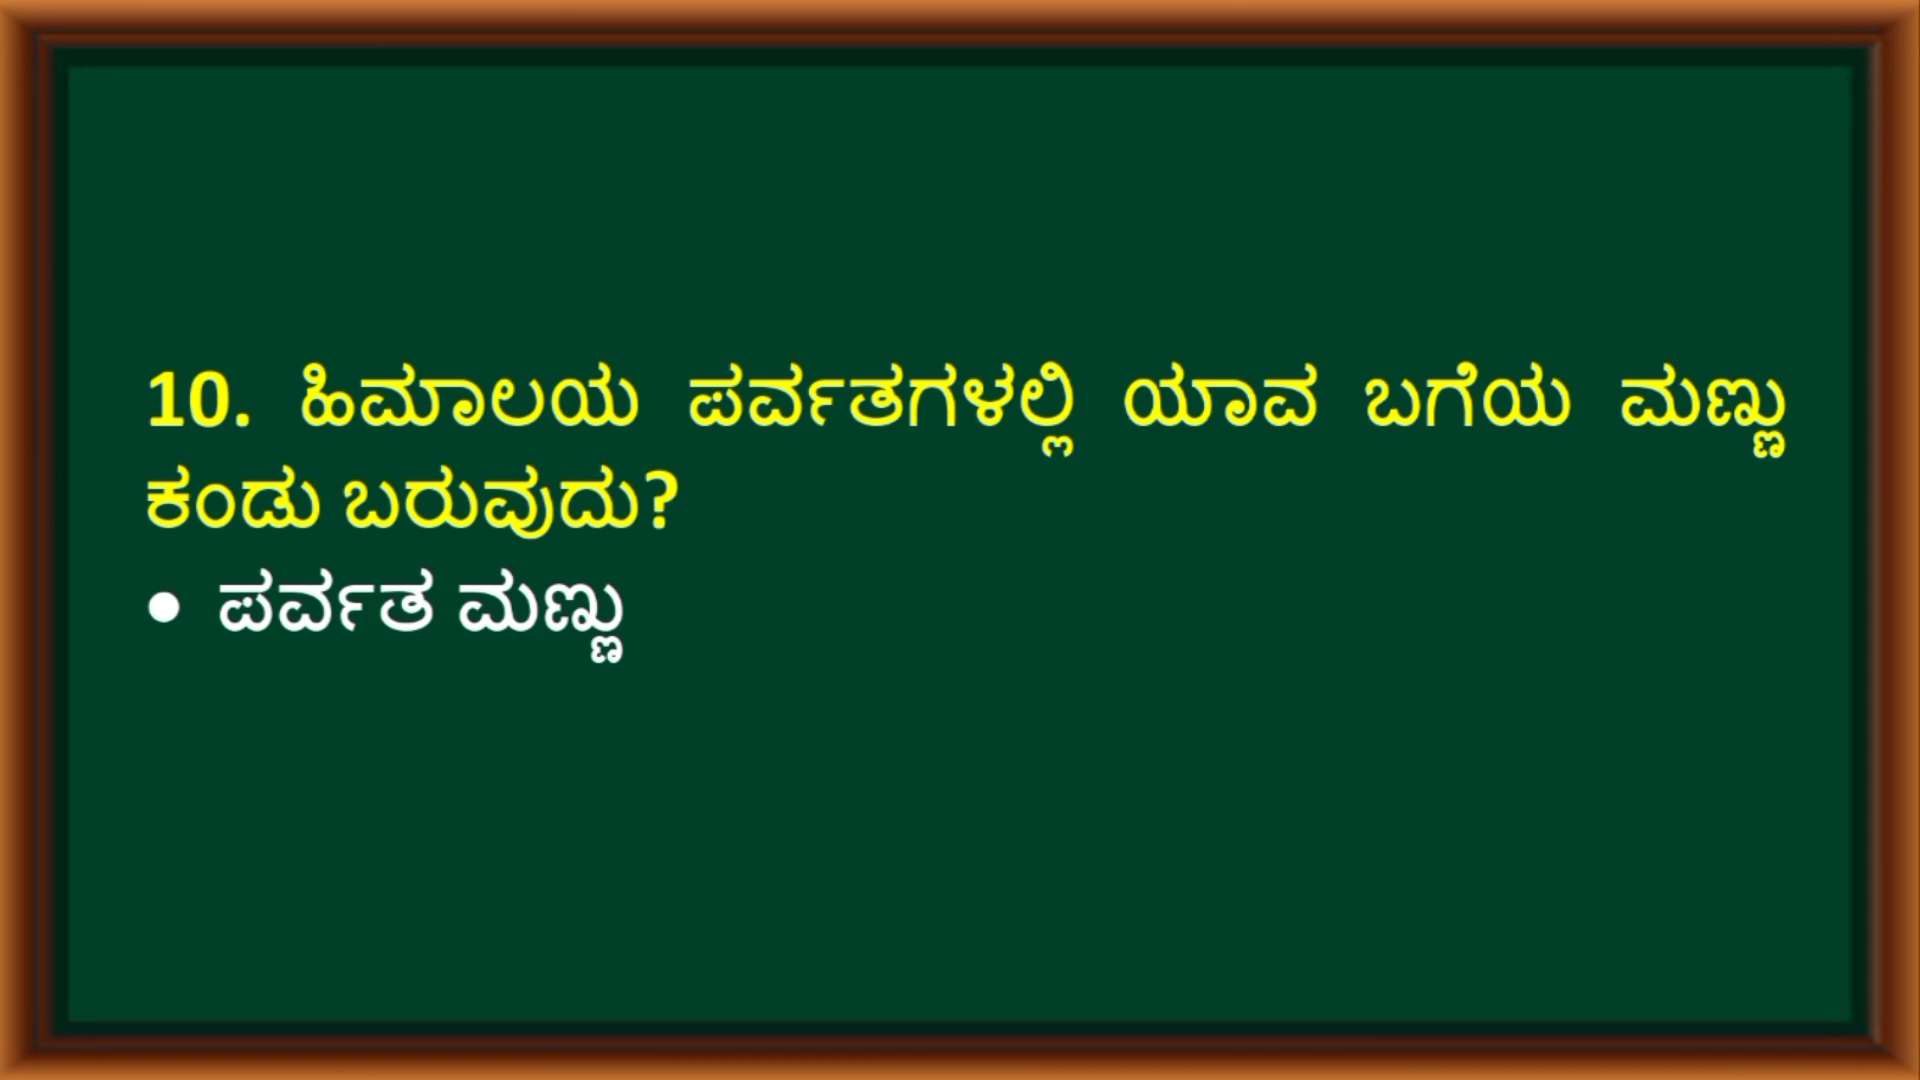 10. ಹಿಮಾಲಯ ಪರ್ವತಗಳಲ್ಲಿ ಯಾವ ಬಗೆಯ ಮಣ್ಣು
ಕಂಡು ಬರುವುದು?
• ಪರ್ವತ ಮಣ್ಣು